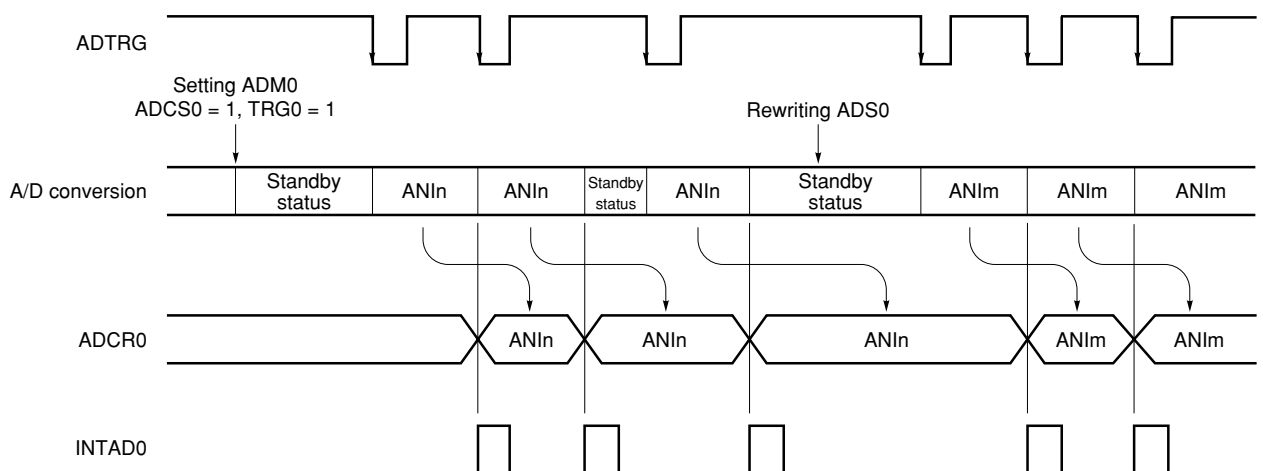 ADTRG
Setting ADM0
ADCS0 = 1, TRG0 = 1
Rewriting ADS0
A/D conversion
Standby
status
ANIn
ANIn
Standby
status
ANIn
Standby
status
ANIm
ANIm
ANIm
ADCR0
ANIn
ANIn
ANIn
ANIm
ANIm
INTAD0